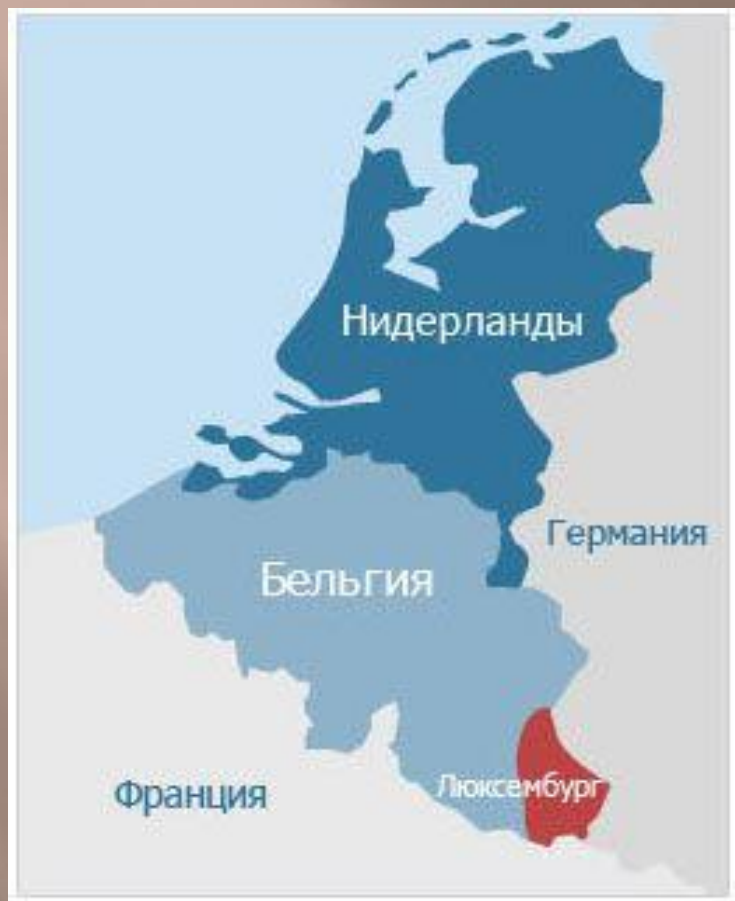 Нидерланды
Германия
Бельгия
Люксембург
Франция